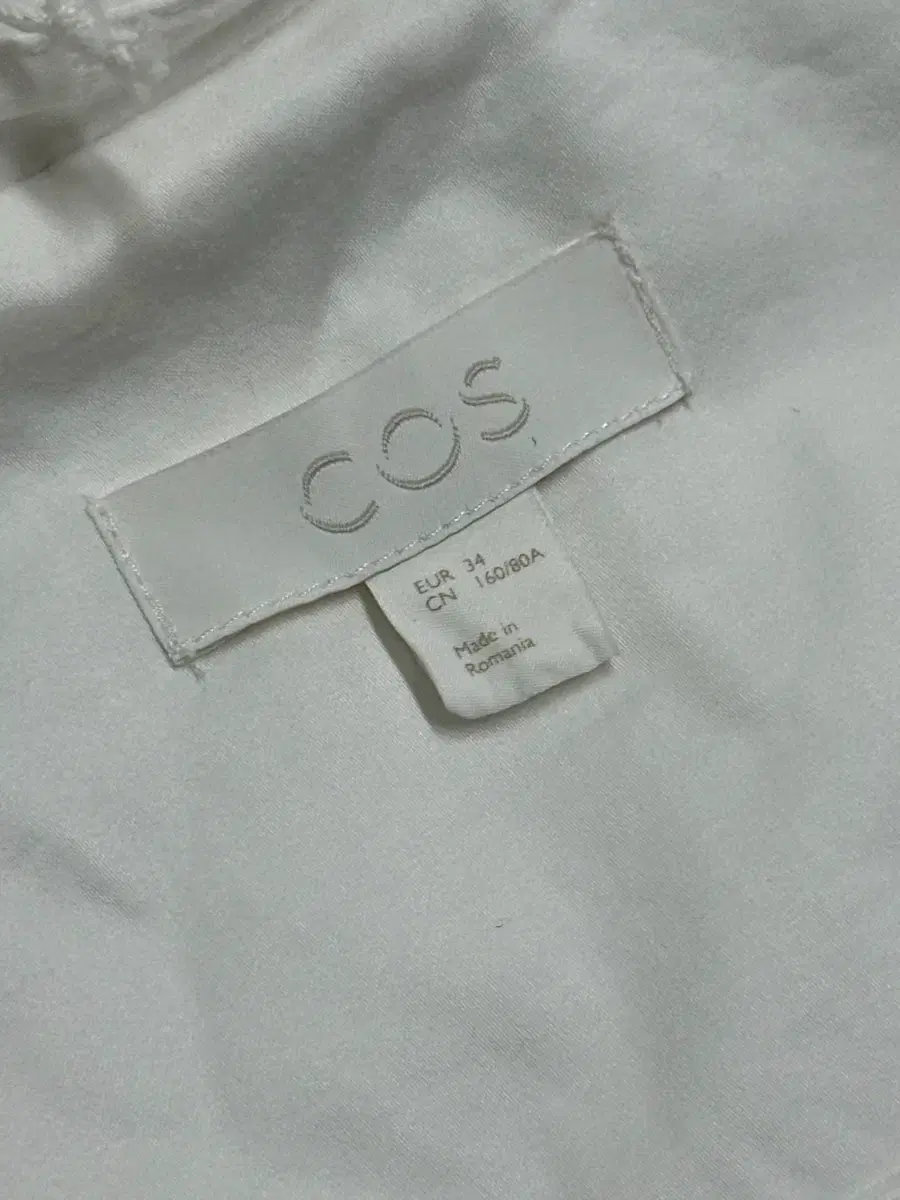 COS
EUR 34
CN 160/80A
Made in
Romania